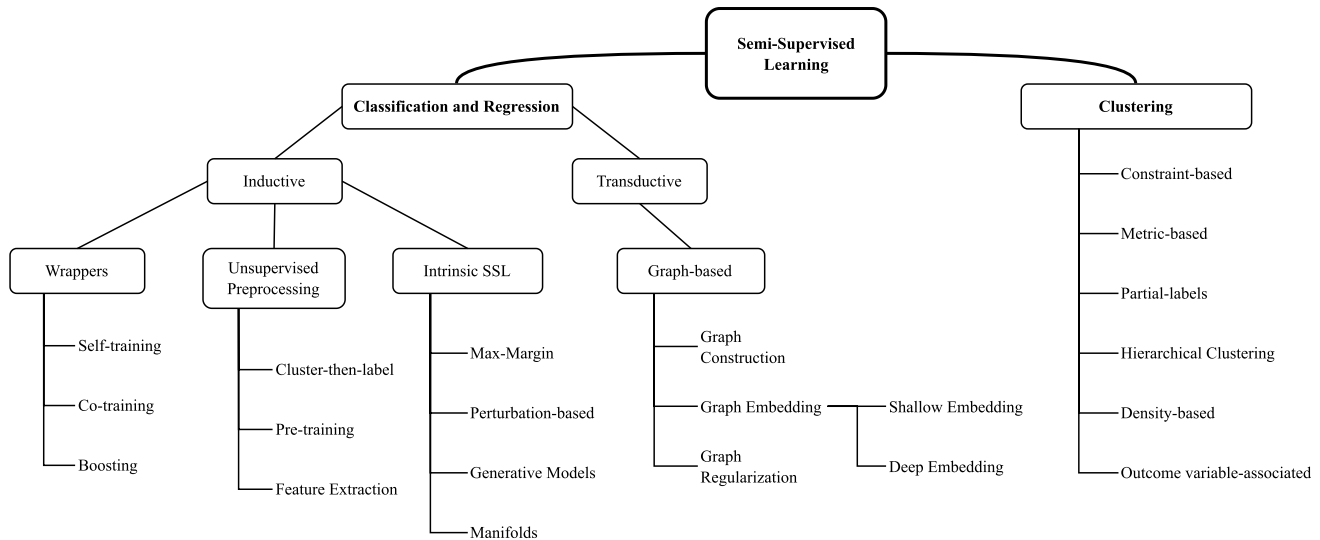 Semi-Supervised
Learning
Classification and Regression
Clustering
Inductive
Transductive
Wrappers
Unsupervised
Preprocessing
Intrinsic SSL
Graph-based
Self-training
Co-training
Boosting
Cluster-then-label
Pre-training
Feature Extraction
Max-Margin
Perturbation-based
Generative Models
Manifolds
Graph
Construction
Graph Embedding
Graph
Regularization
Shallow Embedding
Deep Embedding
Constraint-based
Metric-based
Partial-labels
Hierarchical Clustering
Density-based
Outcome variable-associated